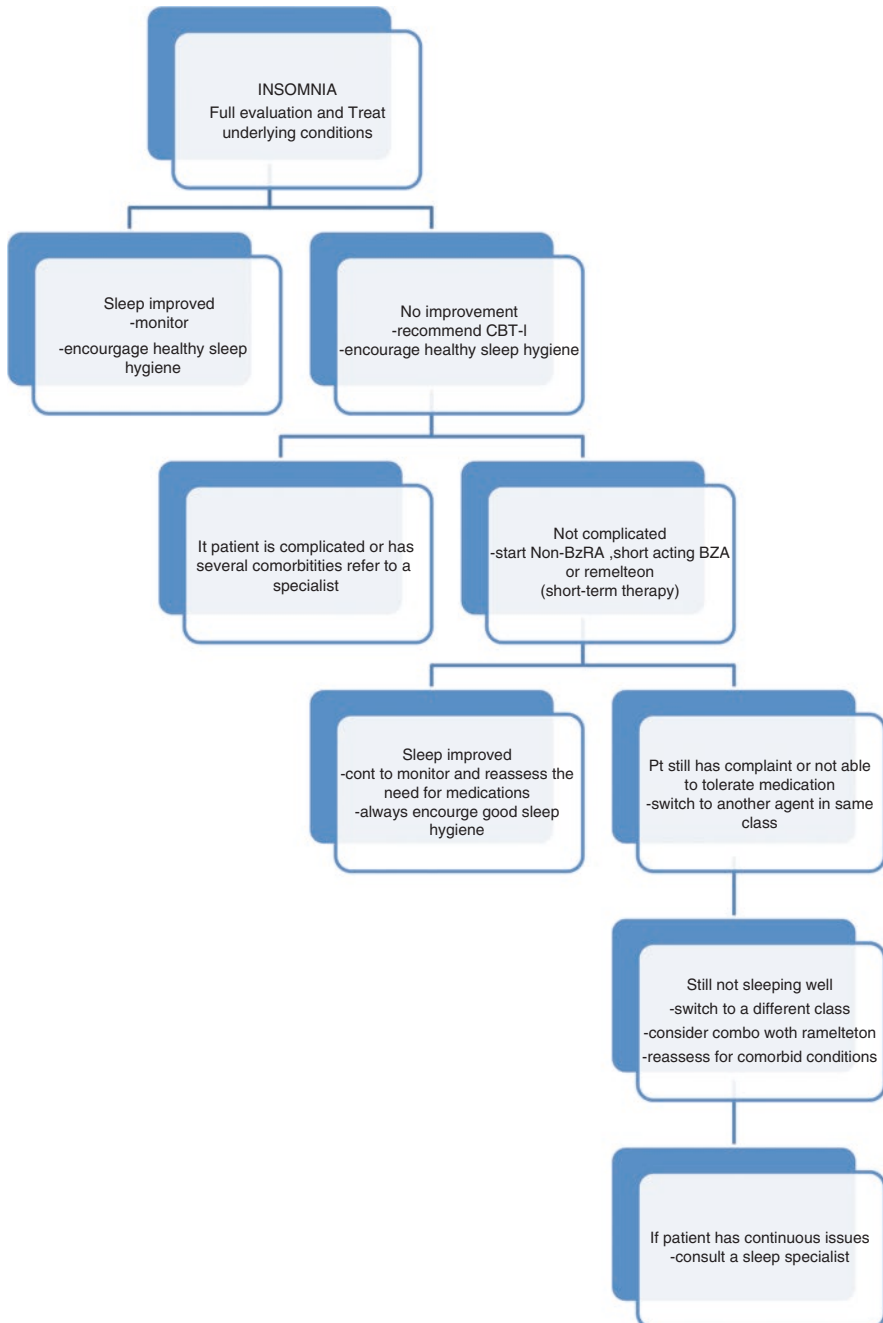 INSOMNIA
Full evaluation and Treat
underlying conditions
Sleep improved
-monitor
-encourgage healthy sleep
hygiene
No improvement
-recommend CBT-I
-encourage healthy sleep hygiene
It patient is complicated or has
several comorbitities refer to a
specialist
Not complicated
-start Non-BzRA ,short acting BZA
or remelteon
(short-term therapy)
Sleep improved
-cont to monitor and reassess the
need for medications
-always encourge good sleep
hygiene
Pt still has complaint or not able
to tolerate medication
-switch to another agent in same
class
Still not sleeping well
-switch to a different class
-consider combo woth ramelteton
-reassess for comorbid conditions
If patient has continuous issues
-consult a sleep specialist